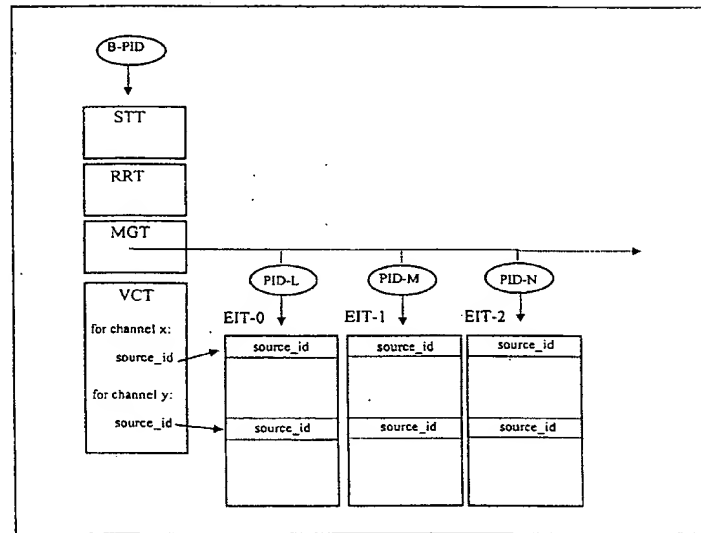 B-PID
STT
RRT
MGT
PID-L
PID-M
PID-N
VCT
for channel x:
source_id
for channel y:
source_id
EIT-0
EIT-1
EIT-2
source_id
source_id
source_id
source_id
source_id
source_id